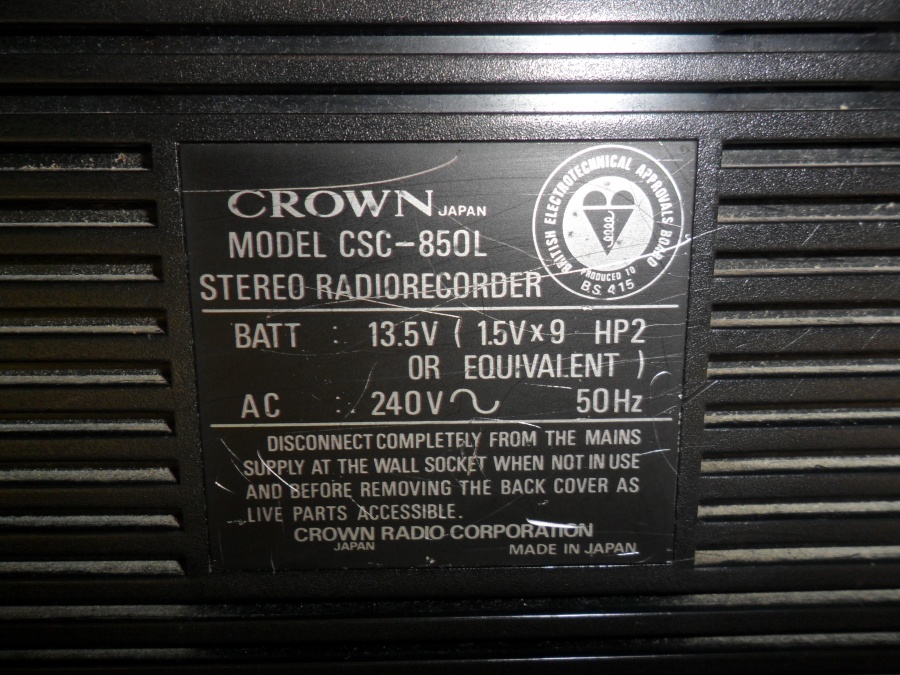 CROWN JAPAN
MODEL CSC-850L
STEREO RADIORECORDER
BRITISH ELECTROTECHNICAL APPROVALS BOARD
PRODUCED TO
B.S. 415
BATT : 13.5V ( 1.5V×9 HP2
OR EQUIVALENT )
AC : 240V∿ 50Hz
DISCONNECT COMPLETELY FROM THE MAINS
SUPPLY AT THE WALL SOCKET WHEN NOT IN USE
AND BEFORE REMOVING THE BACK COVER AS
LIVE PARTS ACCESSIBLE.
CROWN RADIO CORPORATION
JAPAN MADE IN JAPAN